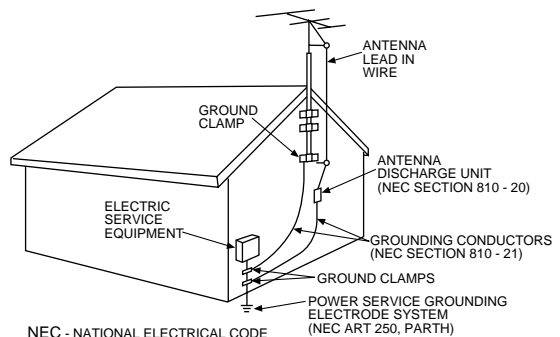 ANTENNA
LEAD IN
WIRE
GROUND
CLAMP
ANTENNA
DISCHARGE UNIT
(NEC SECTION 810 - 20)
ELECTRIC
SERVICE
EQUIPMENT
GROUNDING CONDUCTORS
(NEC SECTION 810 - 21)
GROUND CLAMPS
POWER SERVICE GROUNDING
ELECTRODE SYSTEM
(NEC ART 250, PARTH)
NEC - NATIONAL ELECTRICAL CODE